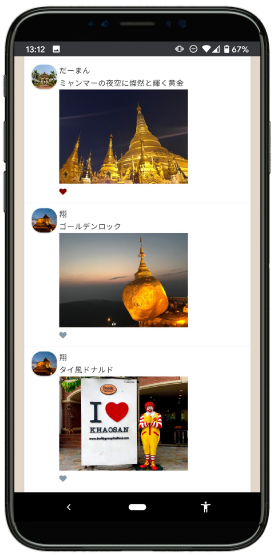 13:12
67%
だーまん
ミャンマーの夜空に燦然と輝く黄金
翔
ゴールデンロック
翔
タイ風ドナルド
I ♥
KHAOSAN